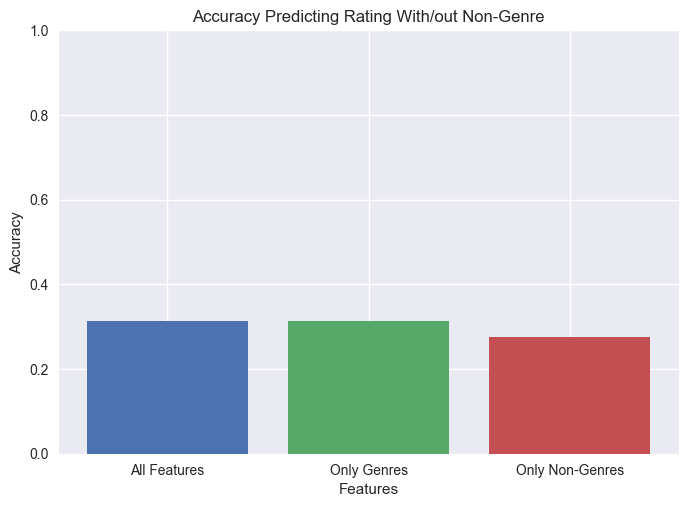 Accuracy Predicting Rating With/out Non-Genre
1.0
0.8
0.6
0.4
0.2
0.0
Accuracy
All Features Only Genres Only Non-Genres
Features